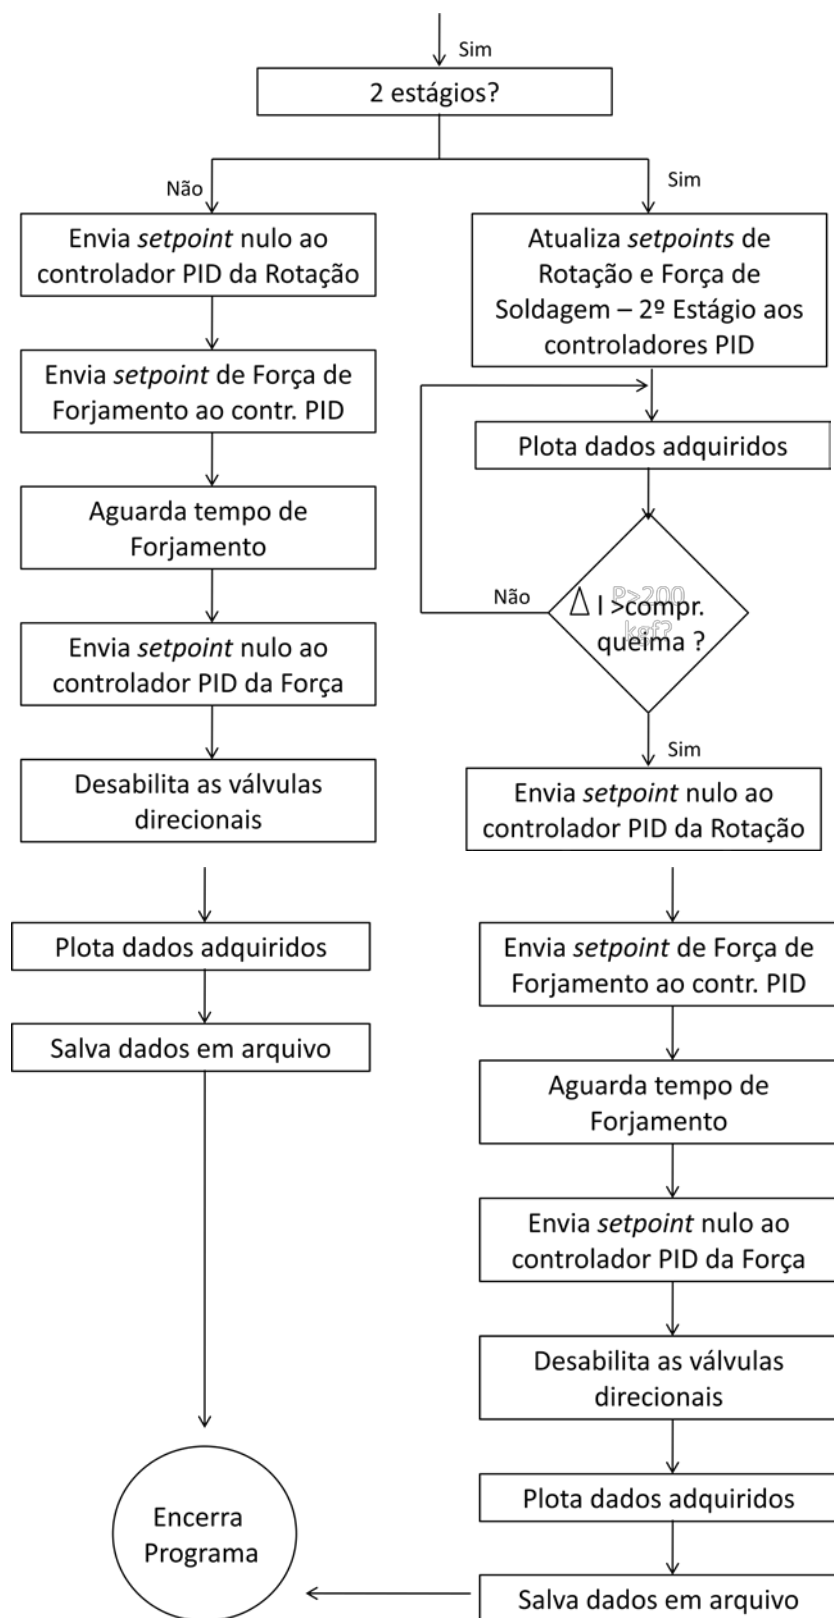 Sim
2 estágios?
Não
Envia setpoint nulo ao
controlador PID da Rotação
Envia setpoint de Força de
Forjamento ao contr. PID
Aguarda tempo de
Forjamento
Envia setpoint nulo ao
controlador PID da Força
Desabilita as válvulas
direcionais
Plota dados adquiridos
Salva dados em arquivo
Sim
Atualiza setpoints de
Rotação e Força de
Soldagem – 2º Estágio aos
controladores PID
Plota dados adquiridos
Não
P>200
kgf?
Δ l >compr.
queima ?
Sim
Envia setpoint nulo ao
controlador PID da Rotação
Envia setpoint de Força de
Forjamento ao contr. PID
Aguarda tempo de
Forjamento
Envia setpoint nulo ao
controlador PID da Força
Desabilita as válvulas
direcionais
Plota dados adquiridos
Salva dados em arquivo
Encerra
Programa